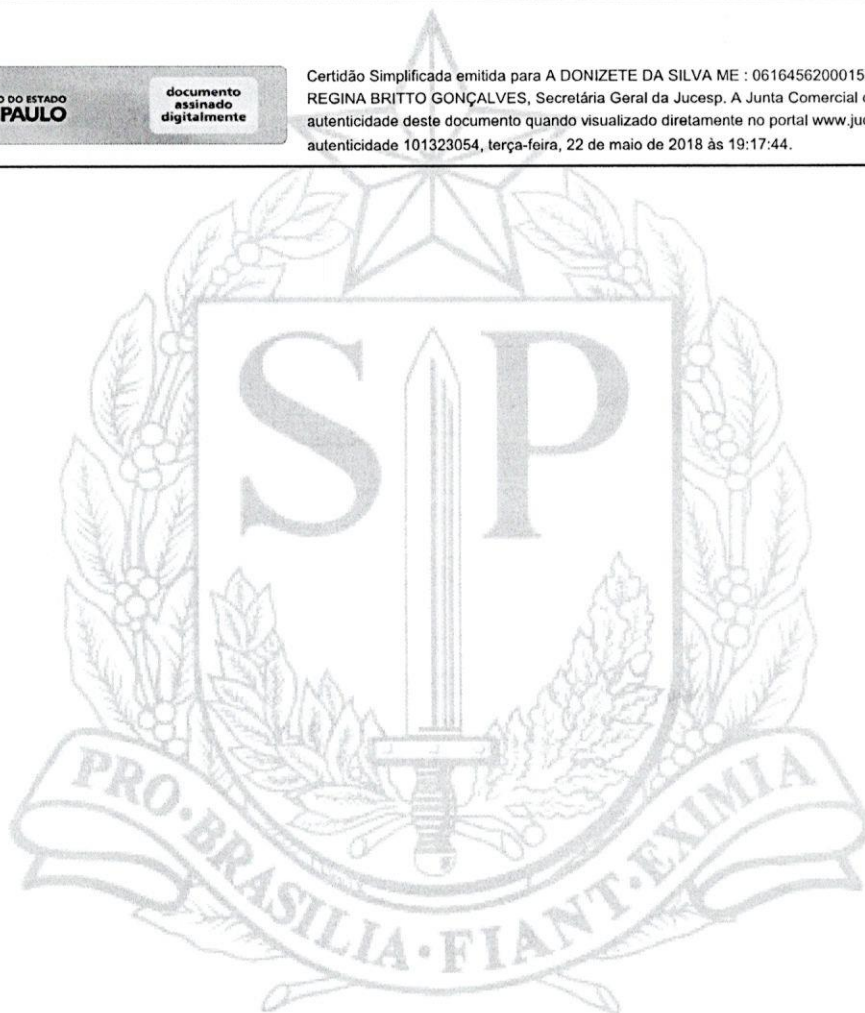 O DO ESTADO
PAULO
documento
assinado
digitalmente
Certidão Simplificada emitida para A DONIZETE DA SILVA ME : 0616456200015
REGINA BRITTO GONÇALVES, Secretária Geral da Jucesp. A Junta Comercial
autenticidade deste documento quando visualizado diretamente no portal www.juc
autenticidade 101323054, terça-feira, 22 de maio de 2018 às 19:17:44.
SP
PRO·BRASILIA·FIANT·EXIMIA